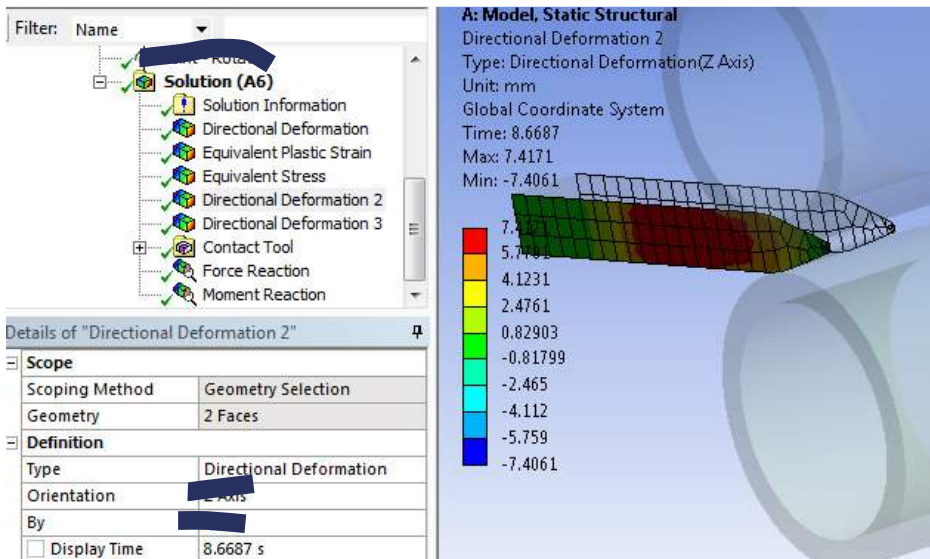 Filter: Name
Solution (A6)
Solution Information
Directional Deformation
Equivalent Plastic Strain
Equivalent Stress
Directional Deformation 2
Directional Deformation 3
Contact Tool
Force Reaction
Moment Reaction
Details of "Directional Deformation 2"
Scope
Scoping Method Geometry Selection
Geometry 2 Faces
Definition
Type Directional Deformation
Orientation
By
Display Time 8.6687 s
A: Model, Static Structural
Directional Deformation 2
Type: Directional Deformation(Z Axis)
Unit: mm
Global Coordinate System
Time: 8.6687
Max: 7.4171
Min: -7.4061
4.1231
2.4761
0.82903
-0.81799
-2.465
-4.112
-5.759
-7.4061